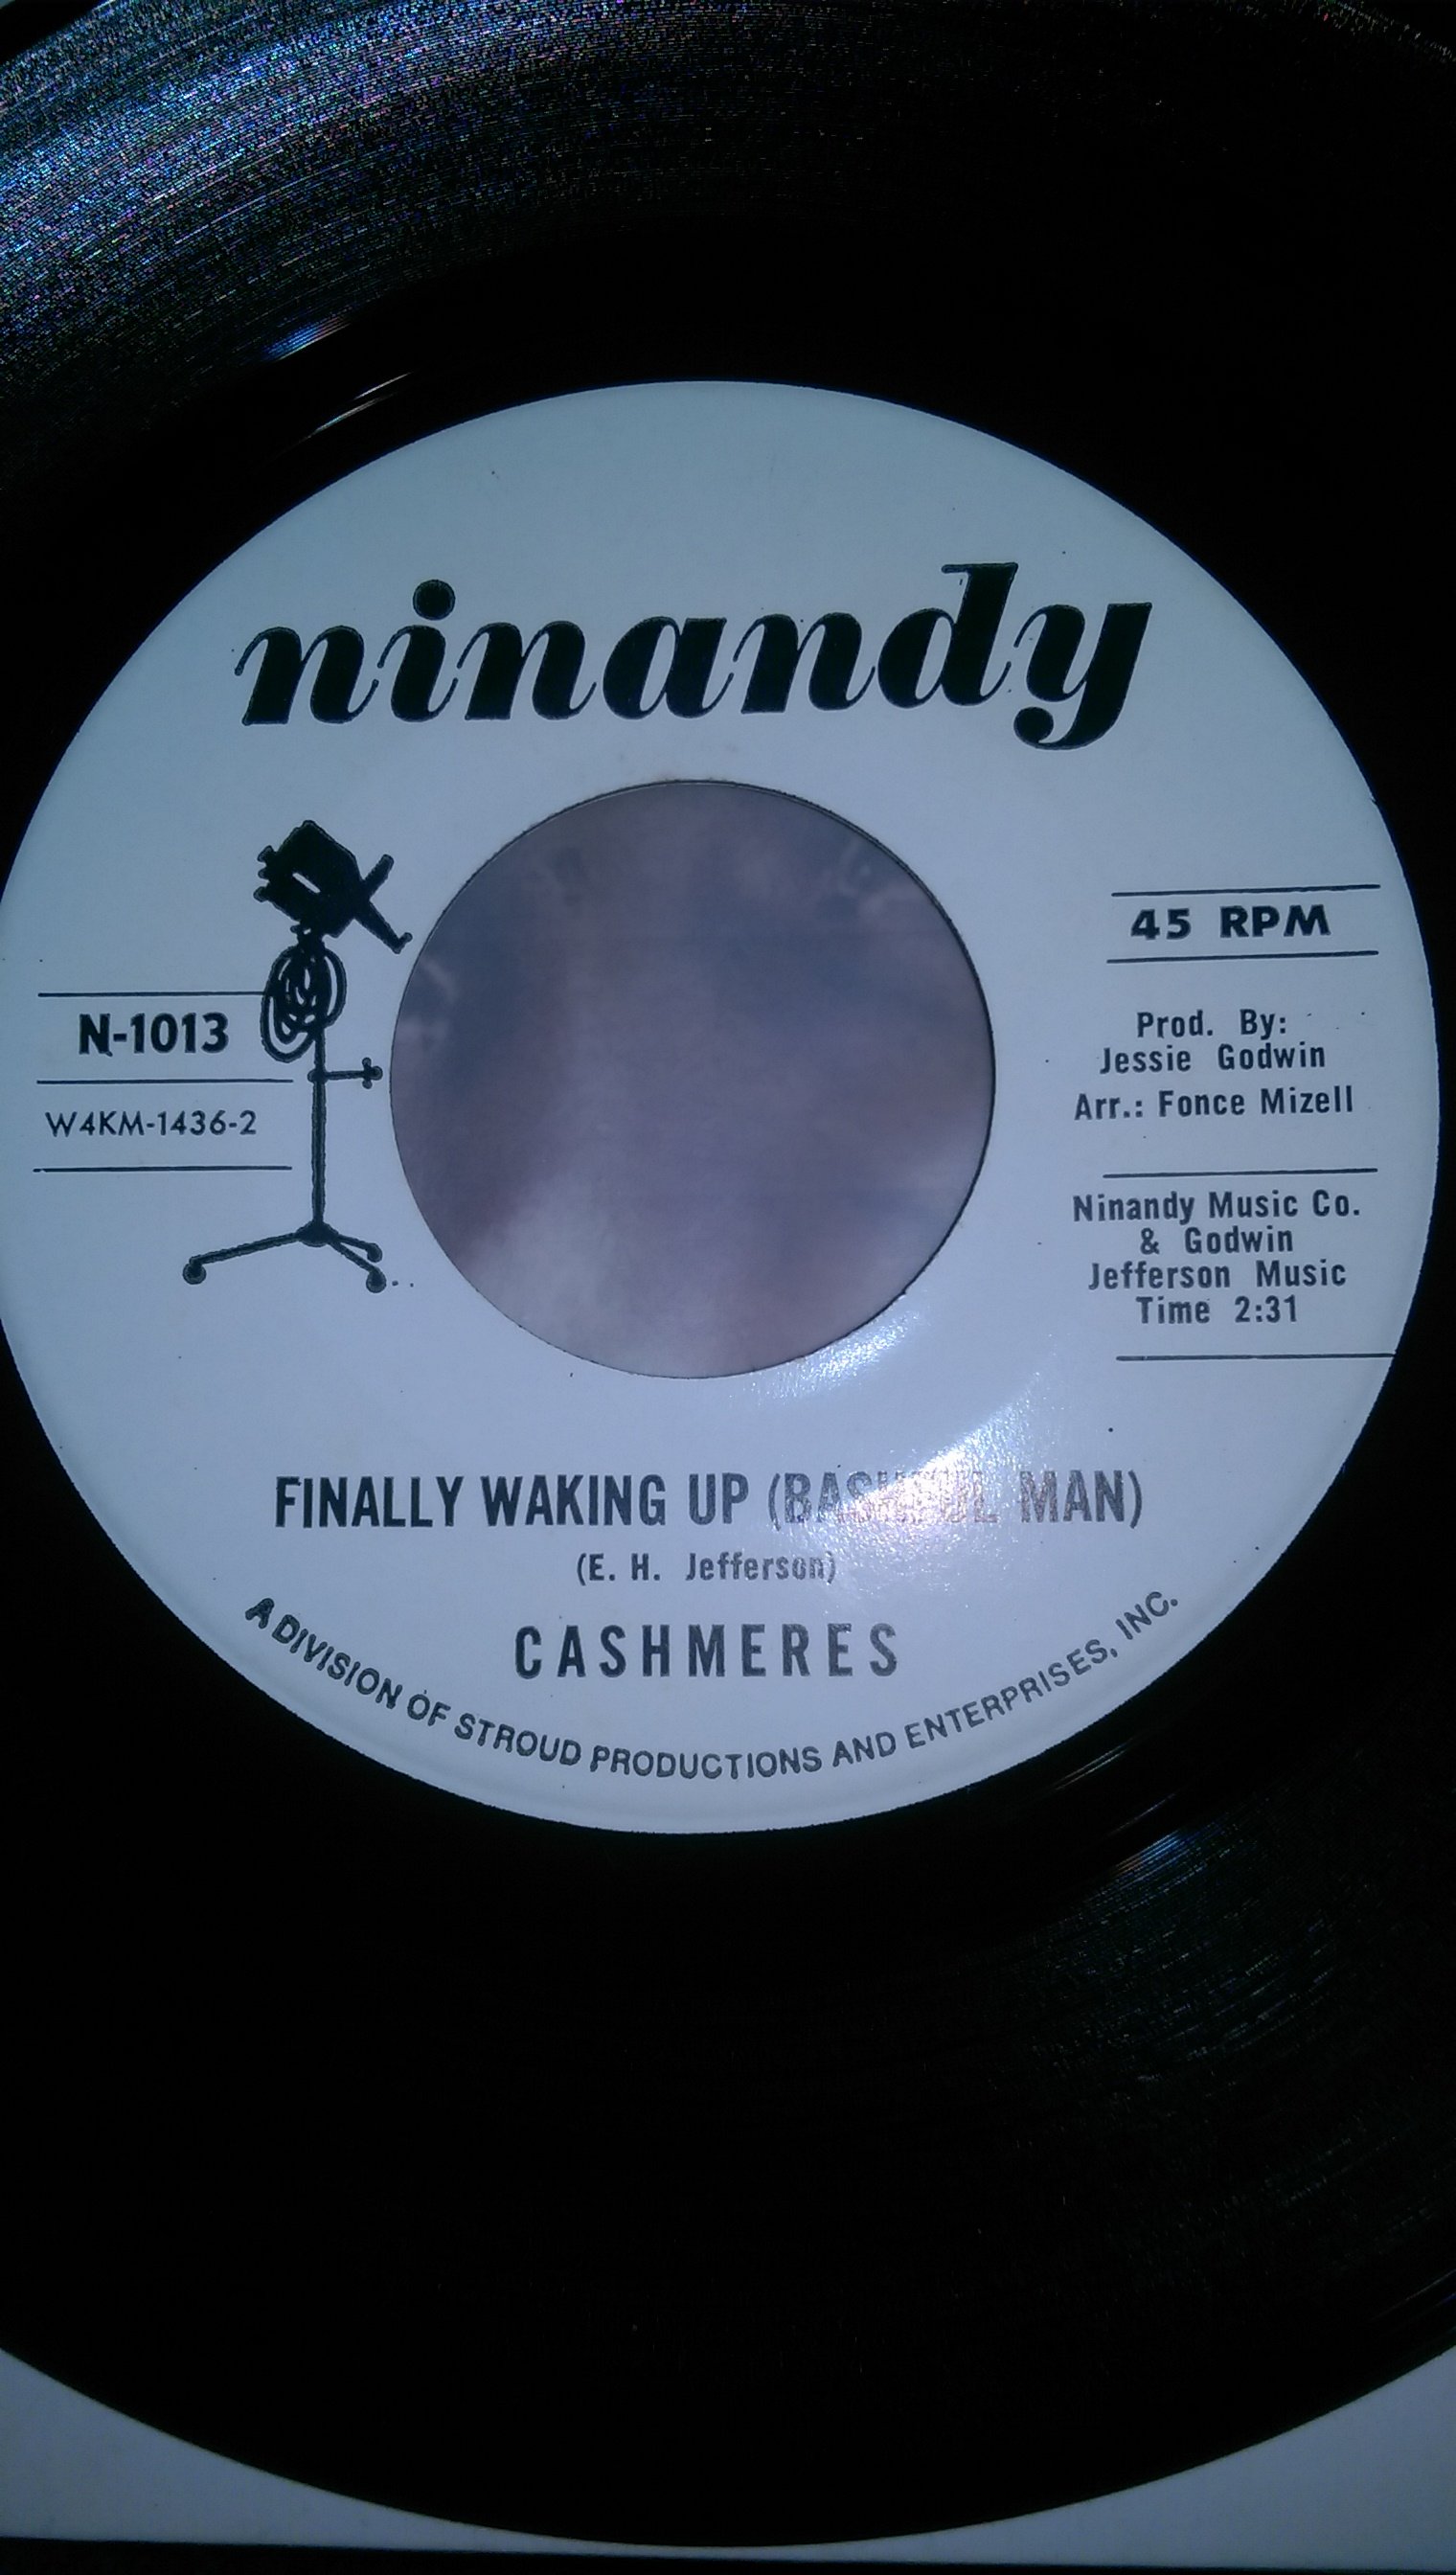 ninandy
N-1013
W4KM-1436-2
45 RPM
Prod. By:
Jessie Godwin
Arr.: Fonce Mizell
Ninandy Music Co.
& Godwin
Jefferson Music
Time 2:31
FINALLY WAKING UP (BASHFUL MAN)
(E. H. Jefferson)
CASHMERES
A DIVISION OF STROUD PRODUCTIONS AND ENTERPRISES, INC.